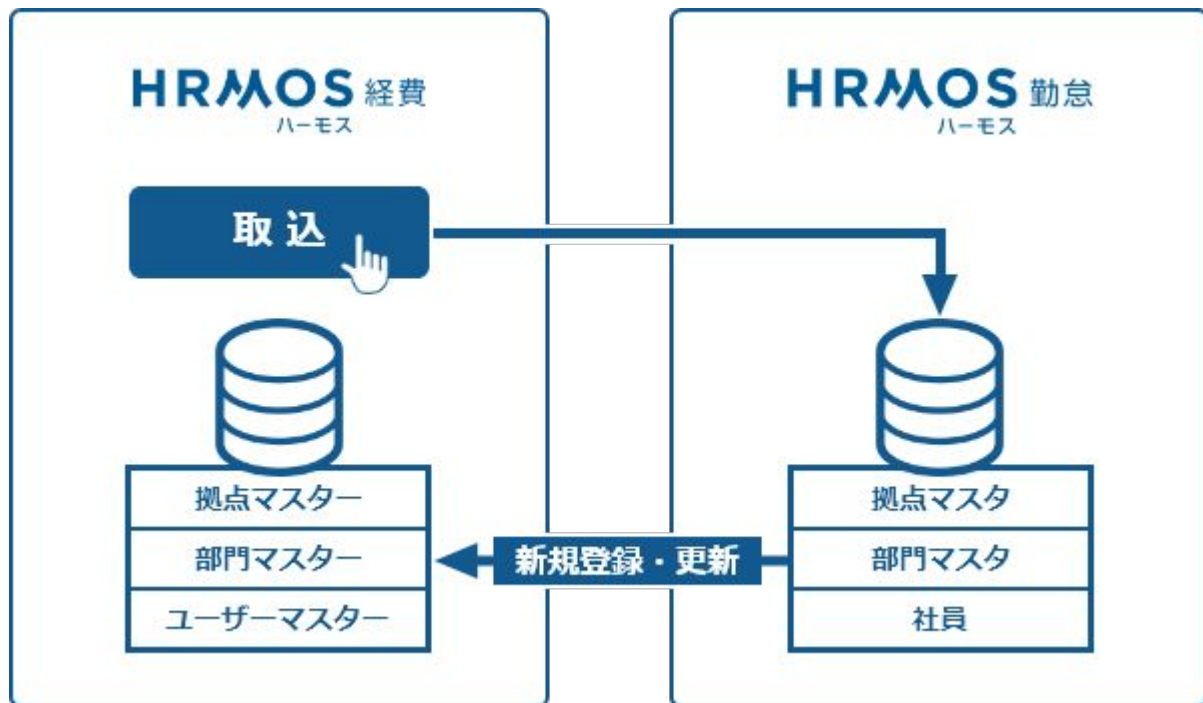 HRMOS 経費
ハーモス
取込
拠点マスター
部門マスター
ユーザーマスター
HRMOS 勤怠
ハーモス
拠点マスタ
部門マスタ
社員
新規登録・更新